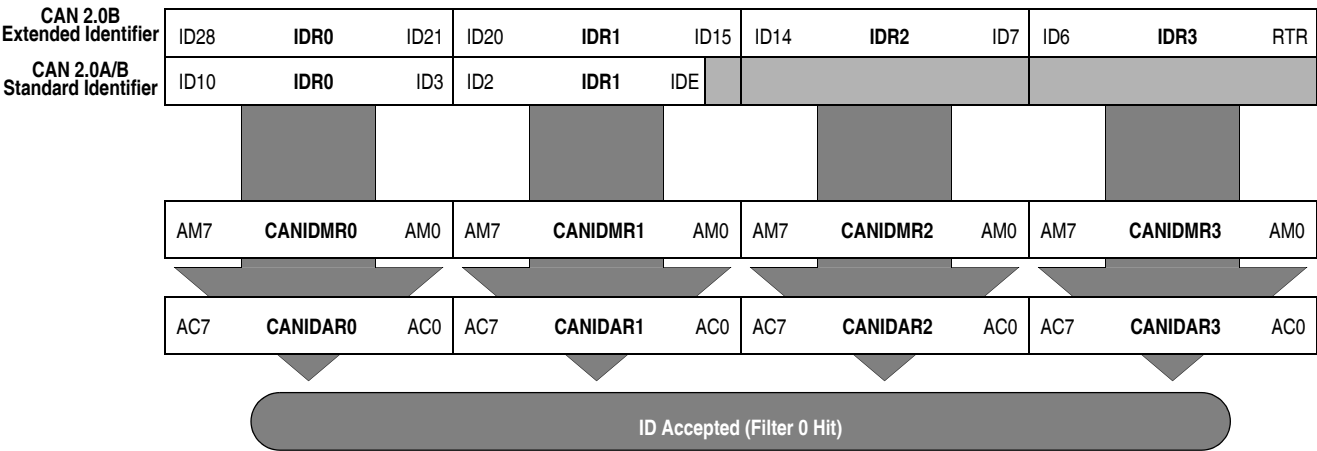 CAN 2.0B
Extended Identifier
ID28 IDR0 ID21 ID20 IDR1 ID15 ID14 IDR2 ID7 ID6 IDR3 RTR
CAN 2.0A/B
Standard Identifier
ID10 IDR0 ID3 ID2 IDR1 IDE
AM7 CANIDMR0 AM0 AM7 CANIDMR1 AM0 AM7 CANIDMR2 AM0 AM7 CANIDMR3 AM0
AC7 CANIDAR0 AC0 AC7 CANIDAR1 AC0 AC7 CANIDAR2 AC0 AC7 CANIDAR3 AC0
ID Accepted (Filter 0 Hit)